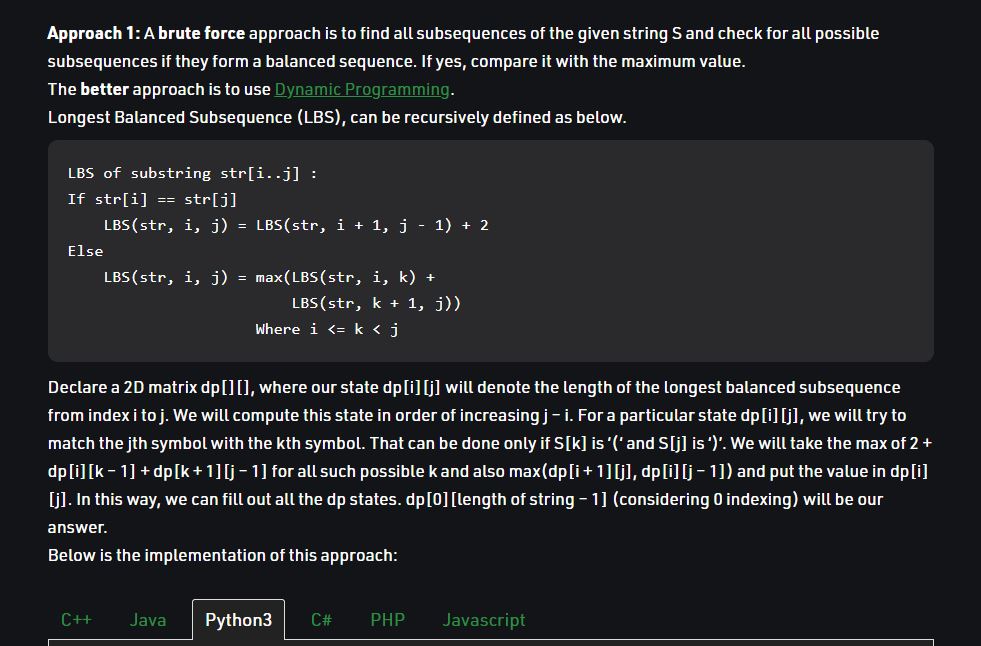 Approach 1: A brute force approach is to find all subsequences of the given string S and check for all possible
subsequences if they form a balanced sequence. If yes, compare it with the maximum value.
The better approach is to use Dynamic Programming.
Longest Balanced Subsequence (LBS), can be recursively defined as below.
LBS of substring str[i..j] :
If str[i] == str[j]
    LBS(str, i, j) = LBS(str, i + 1, j - 1) + 2
Else
    LBS(str, i, j) = max(LBS(str, i, k) +
                         LBS(str, k + 1, j))
                     Where i <= k < j
Declare a 2D matrix dp[][], where our state dp[i][j] will denote the length of the longest balanced subsequence
from index i to j. We will compute this state in order of increasing j – i. For a particular state dp[i][j], we will try to
match the jth symbol with the kth symbol. That can be done only if S[k] is ‘(‘ and S[j] is ‘)’. We will take the max of 2 +
dp[i][k – 1] + dp[k + 1][j – 1] for all such possible k and also max(dp[i + 1][j], dp[i][j – 1]) and put the value in dp[i]
[j]. In this way, we can fill out all the dp states. dp[0][length of string – 1] (considering 0 indexing) will be our
answer.
Below is the implementation of this approach:
C++ Java Python3 C# PHP Javascript